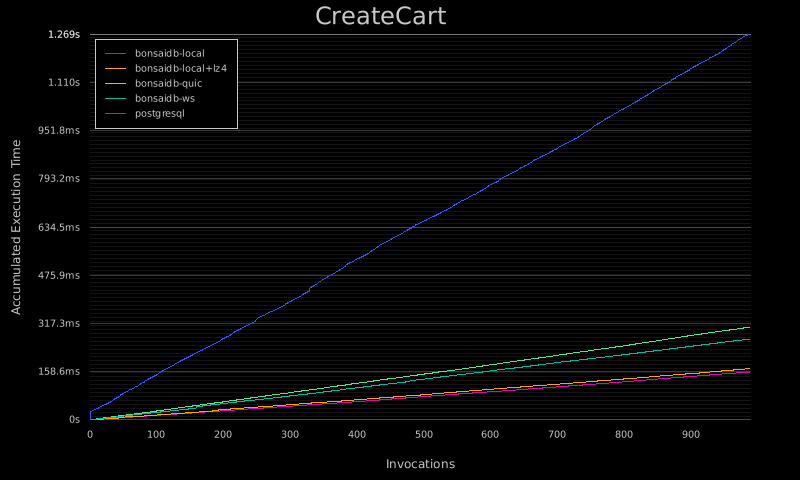 CreateCart
1.269s
1.110s
951.8ms
793.2ms
634.5ms
475.9ms
317.3ms
158.6ms
0s
bonsaidb-local
bonsaidb-local+lz4
bonsaidb-quic
bonsaidb-ws
postgresql
Accumulated Execution Time
0 100 200 300 400 500 600 700 800 900
Invocations